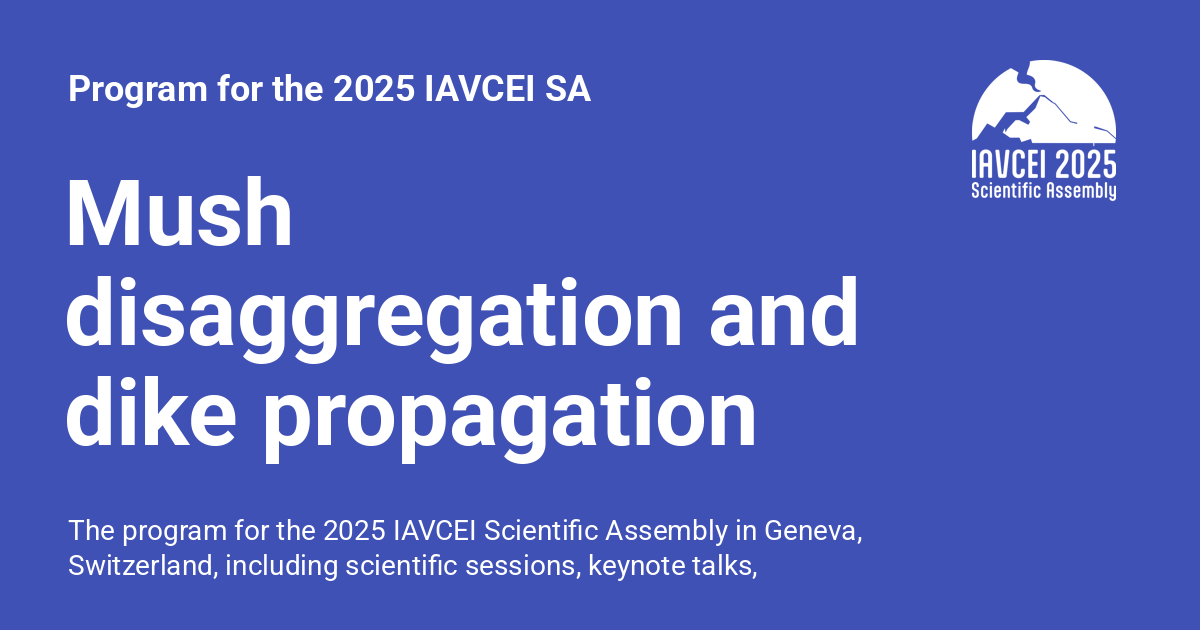 Program for the 2025 IAVCEI SA
IAVCEI 2025
Scientific Assembly
Mush
disaggregation and
dike propagation
The program for the 2025 IAVCEI Scientific Assembly in Geneva,
Switzerland, including scientific sessions, keynote talks,